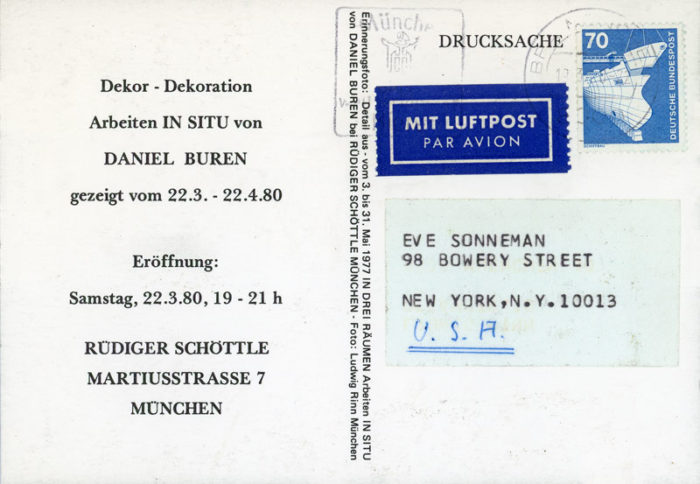 Dekor - Dekoration
Arbeiten IN SITU von
DANIEL BUREN
gezeigt vom 22.3. - 22.4.80
Eröffnung:
Samstag, 22.3.80, 19 - 21 h
RÜDIGER SCHÖTTLE
MARTIUSSTRASSE 7
MÜNCHEN
Erinnerungsfoto: Detail aus - vom 3. bis 31. Mai 1977 IN DREI RÄUMEN Arbeiten IN SITU
von DANIEL BUREN bei RÜDIGER SCHÖTTLE MÜNCHEN - Foto: Ludwig Rinn München
DRUCKSACHE
70
DEUTSCHE BUNDESPOST
MIT LUFTPOST
PAR AVION
EVE SONNEMAN
98 BOWERY STREET
NEW YORK,N.Y.10013
U.S.A.